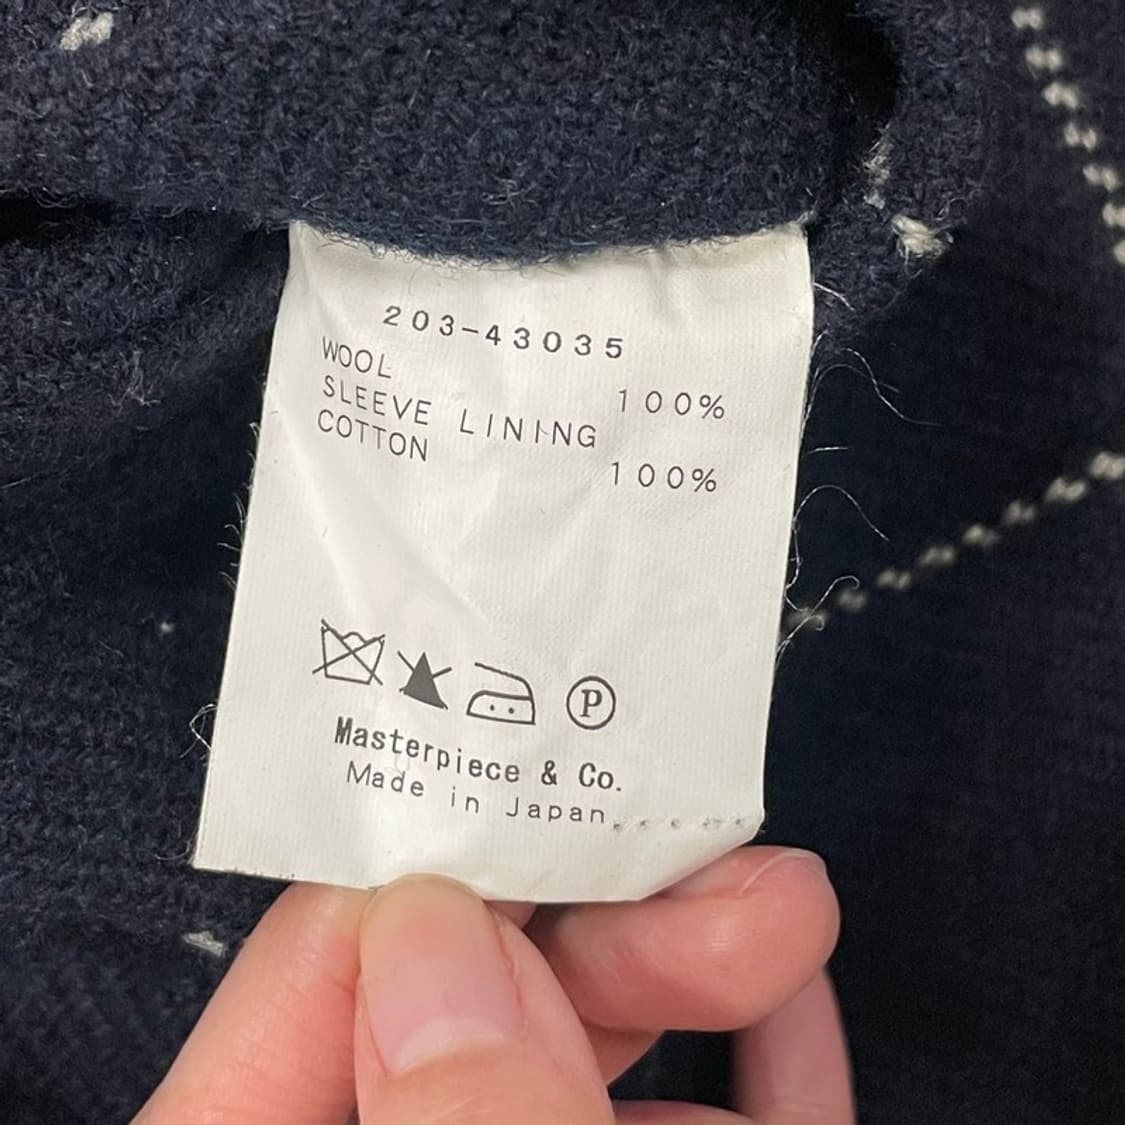 203-43035
WOOL 100%
SLEEVE LINING
COTTON 100%
P
Masterpiece & Co.
Made in Japan